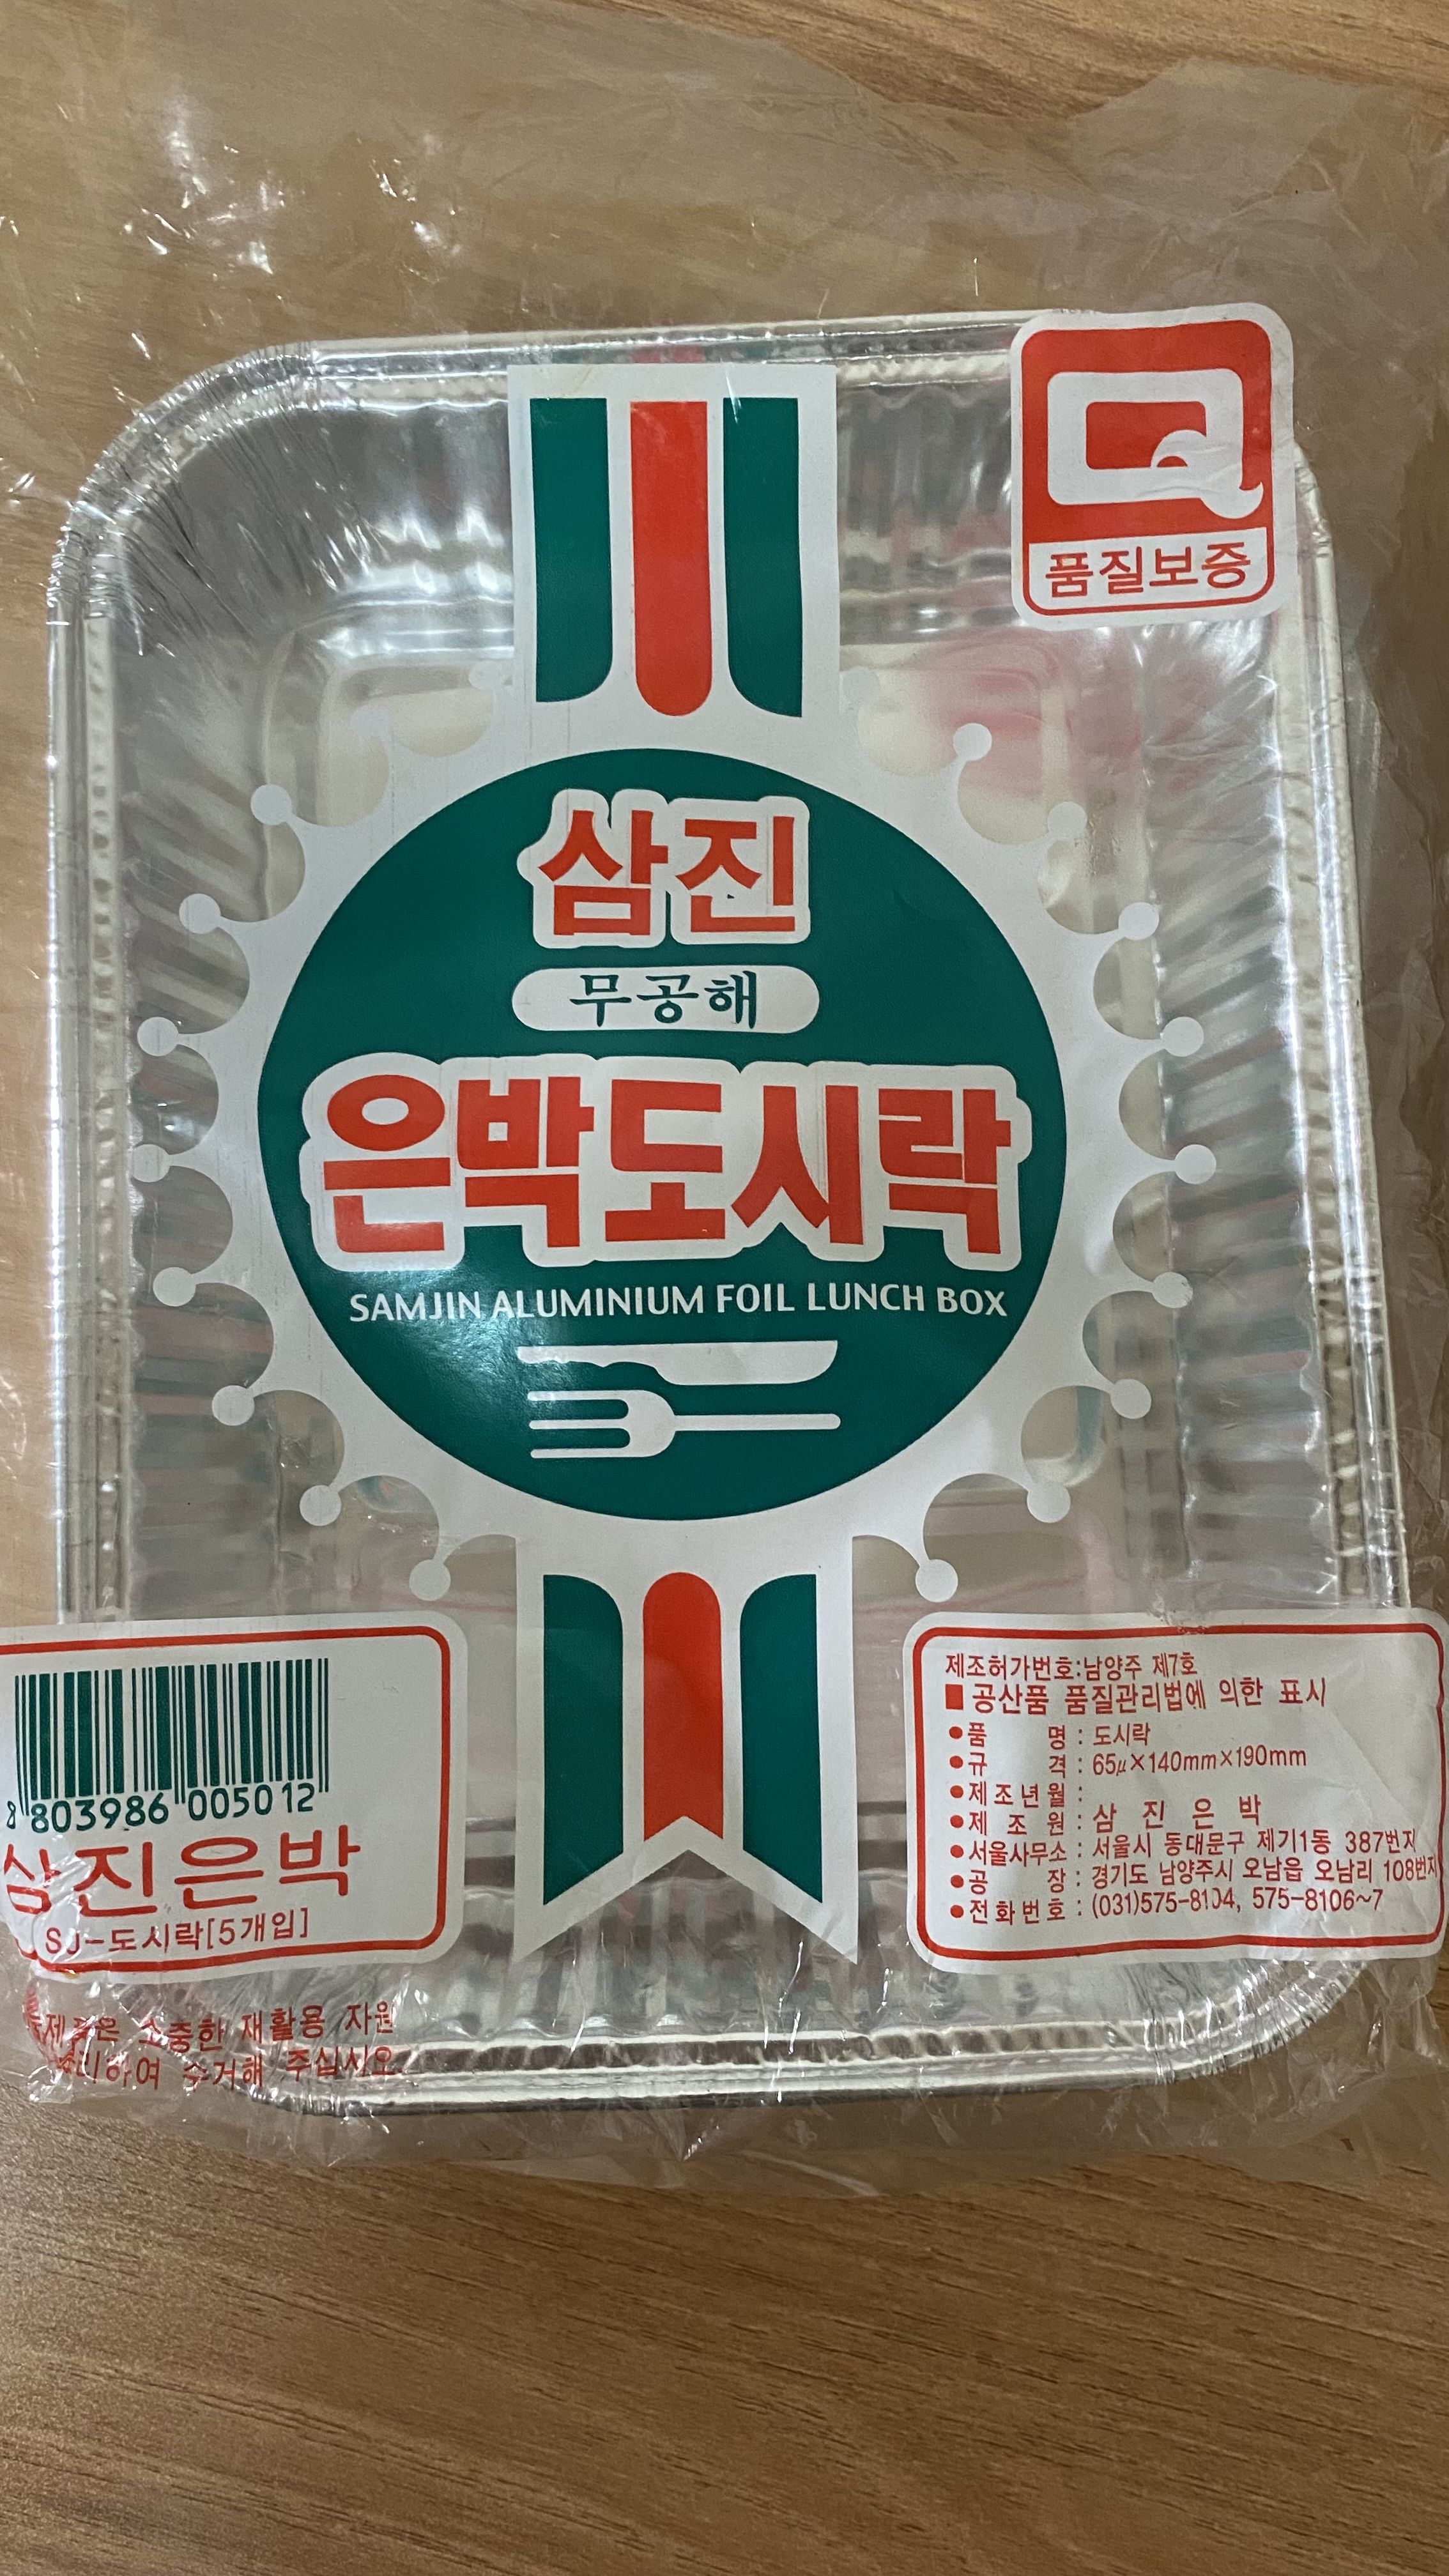 품질보증
삼진
무공해
은박도시락
SAMJIN ALUMINIUM FOIL LUNCH BOX
8 803986 005012
삼진은박
SJ-도시락[5개입]
소중한 재활용 자원
수거해 주십시오.
제조허가번호:남양주 제7호
■ 공산품 품질관리법에 의한 표시
●품 명 : 도시락
●규 격 : 65μ×140mm×190mm
●제조년월 :
●제 조 원 : 삼 진 은 박
●서울사무소 : 서울시 동대문구 제기1동 387번지
●공 장 : 경기도 남양주시 오남읍 오남리 108번지
●전화번호 : (031)575-8104, 575-8106~7